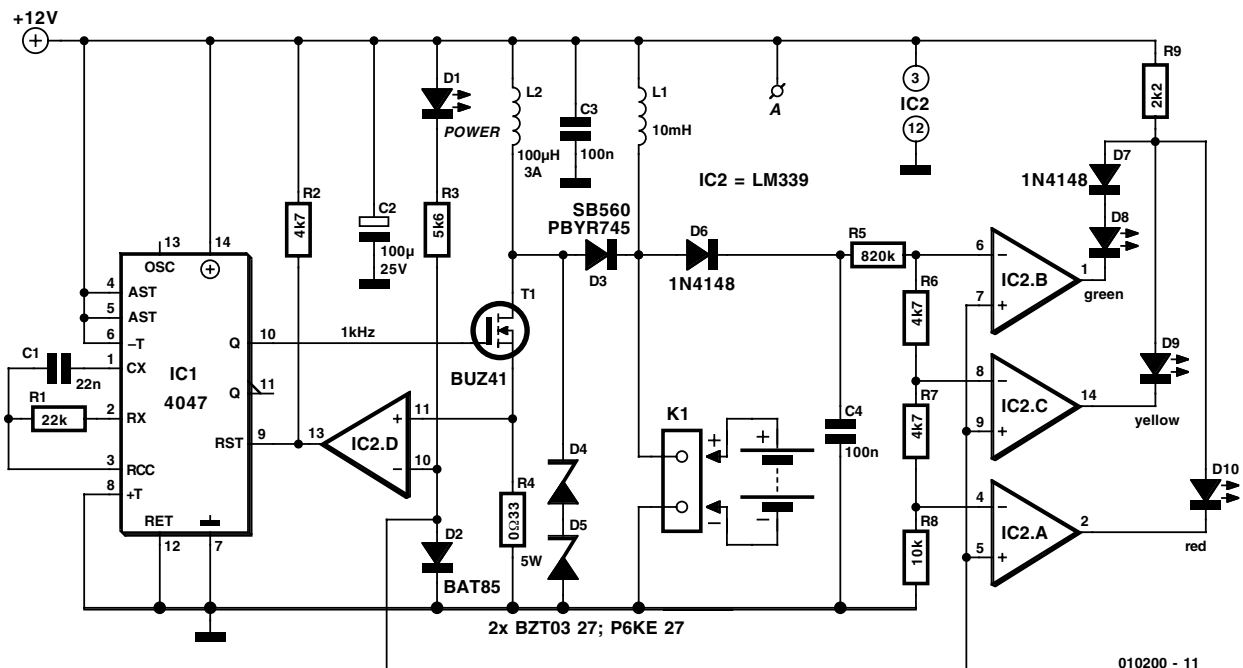 +12V
R9
2k2
D1
POWER
L2
100µH
3A
C3
100n
L1
10mH
A
3
IC2
12
IC2 = LM339
D7
1N4148
D8
R2
4k7
C2
100µ
25V
R3
5k6
SB560
PBYR745
D3
D6
1N4148
R5
820k
13
14
OSC
4
AST
5
AST
6
–T
C1
22n
1
CX
IC1
4047
R1
22k
2
RX
3
RCC
8
+T
RET
12
7
Q
10
1kHz
Q
11
RST
9
T1
BUZ41
13
IC2.D
+
11
–
10
R4
0Ω33
5W
D2
BAT85
D4
D5
2x BZT03 27; P6KE 27
K1
+
–
+
–
C4
100n
R6
4k7
R7
4k7
R8
10k
6
–
IC2.B
7
+
1
green
8
–
IC2.C
9
+
14
D9
yellow
4
–
IC2.A
5
+
2
D10
red
010200 - 11